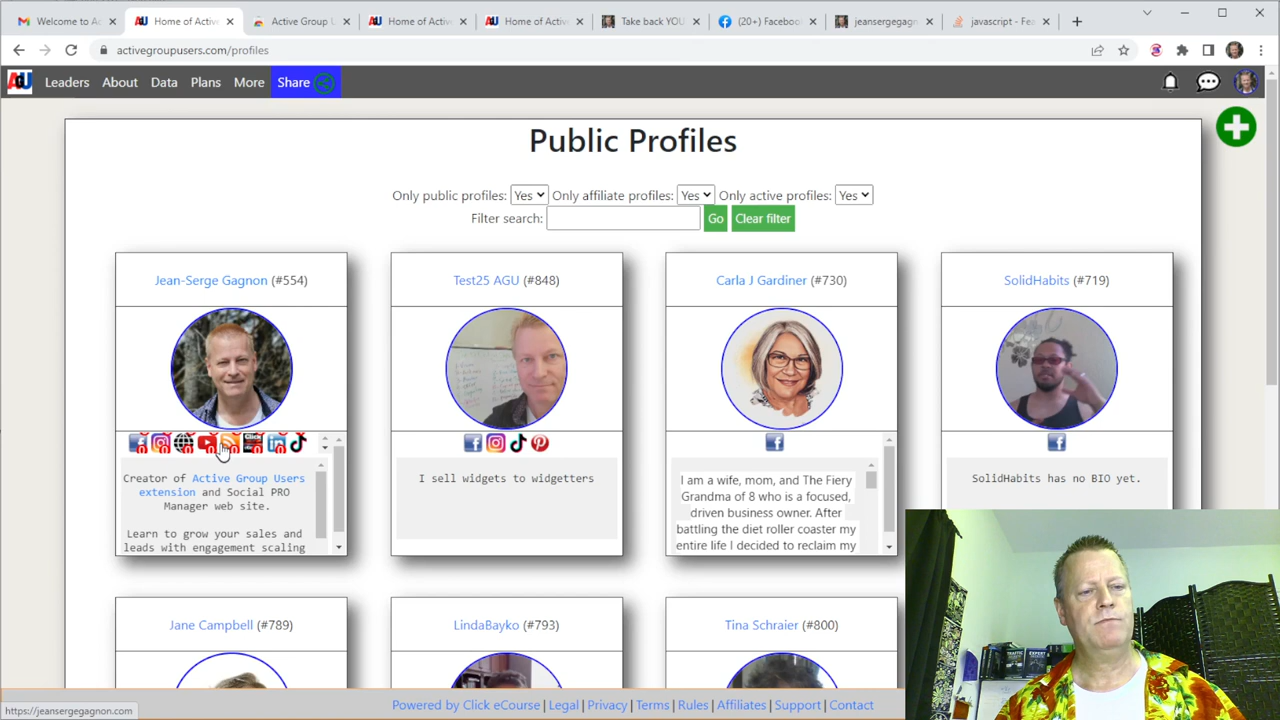 Welcome to A
Home of Active
Active Group U
Home of Active
Home of Active
Take back YOU
(20+) Facebook
jeansergegagn
javascript - Fea
activegroupusers.com/profiles
AGU Leaders About Data Plans More Share
Public Profiles
Only public profiles: Yes Only affiliate profiles: Yes Only active profiles: Yes
Filter search: Go Clear filter
Jean-Serge Gagnon (#554)
Creator of Active Group Users
extension and Social PRO
Manager web site.
Learn to grow your sales and
leads with engagement scaling
Test25 AGU (#848)
I sell widgets to widgetters
Carla J Gardiner (#730)
I am a wife, mom, and The Fiery
Grandma of 8 who is a focused,
driven business owner. After
battling the diet roller coaster my
entire life I decided to reclaim my
SolidHabits (#719)
SolidHabits has no BIO yet.
Jane Campbell (#789)
LindaBayko (#793)
Tina Schraier (#800)
Powered by Click eCourse | Legal | Privacy | Terms | Rules | Affiliates | Support | Contact
https://jeansergegagnon.com